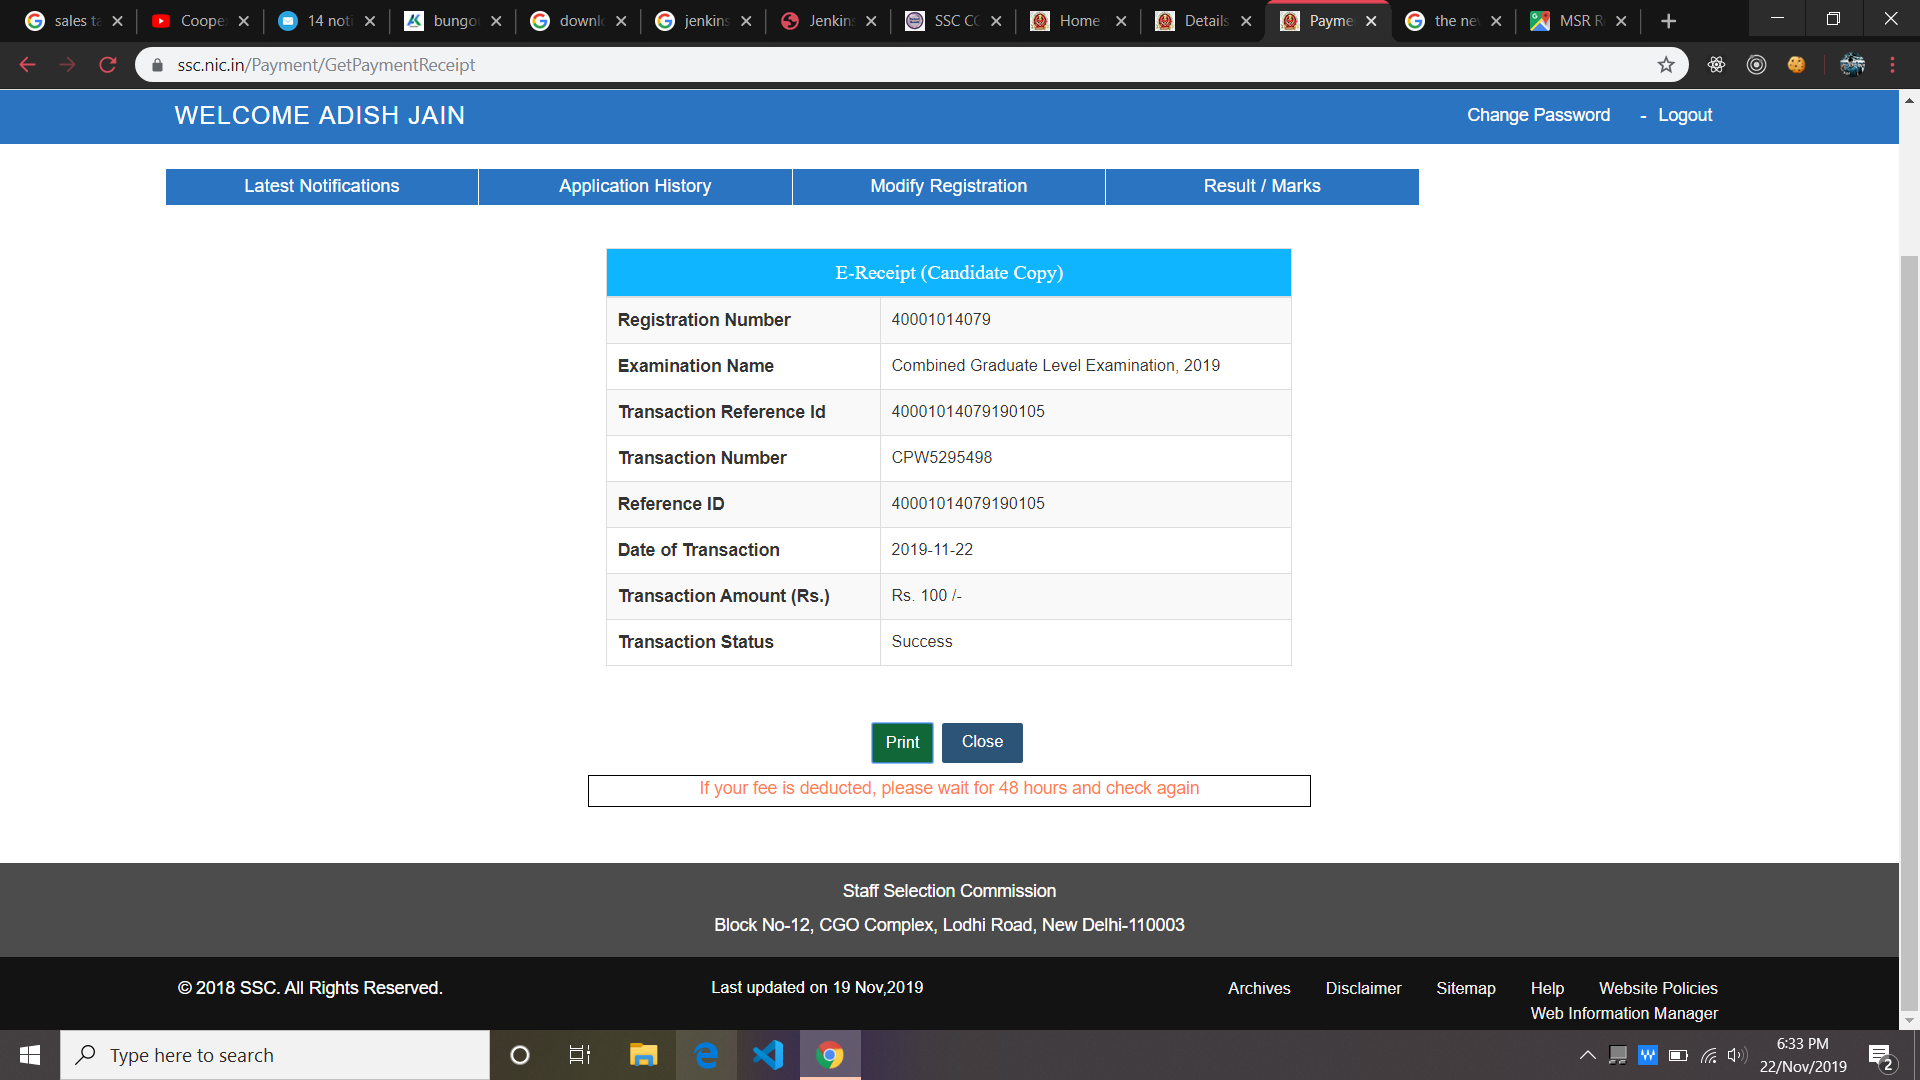 sales ta
Coope
14 noti
bungo
downlo
jenkins
Jenkins
SSC CG
Home
Details
Payme
the ne
MSR R
ssc.nic.in/Payment/GetPaymentReceipt
WELCOME ADISH JAIN
Change Password - Logout
Latest Notifications
Application History
Modify Registration
Result / Marks
E-Receipt (Candidate Copy)
Registration Number 40001014079
Examination Name Combined Graduate Level Examination, 2019
Transaction Reference Id 40001014079190105
Transaction Number CPW5295498
Reference ID 40001014079190105
Date of Transaction 2019-11-22
Transaction Amount (Rs.) Rs. 100 /-
Transaction Status Success
Print
Close
If your fee is deducted, please wait for 48 hours and check again
Staff Selection Commission
Block No-12, CGO Complex, Lodhi Road, New Delhi-110003
© 2018 SSC. All Rights Reserved.
Last updated on 19 Nov,2019
Archives Disclaimer Sitemap Help Website Policies
Web Information Manager
Type here to search
6:33 PM
22/Nov/2019
2